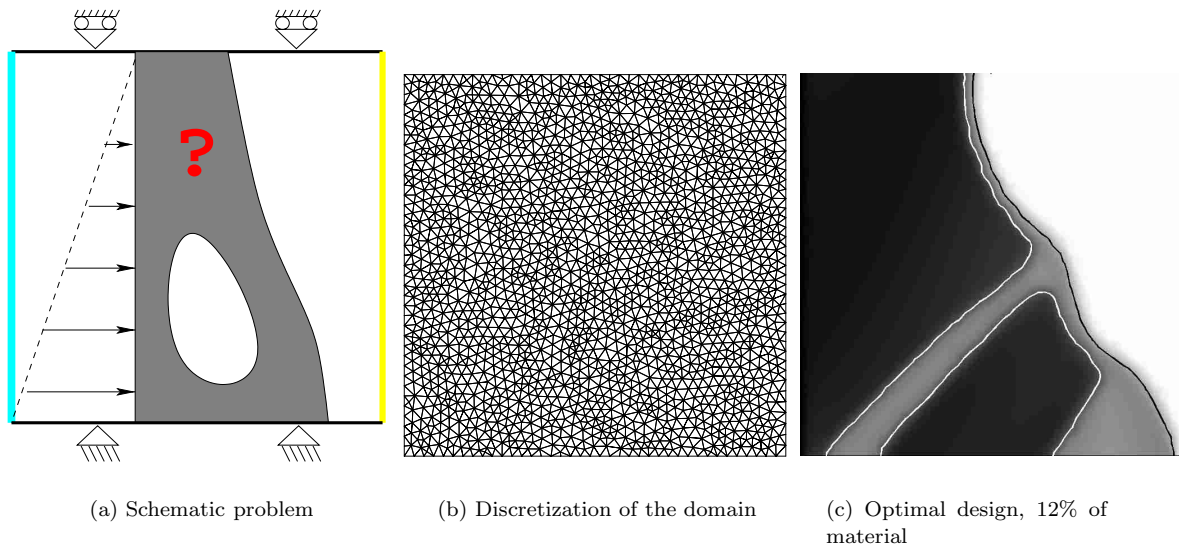 ?
(a) Schematic problem
(b) Discretization of the domain
(c) Optimal design, 12% of
material